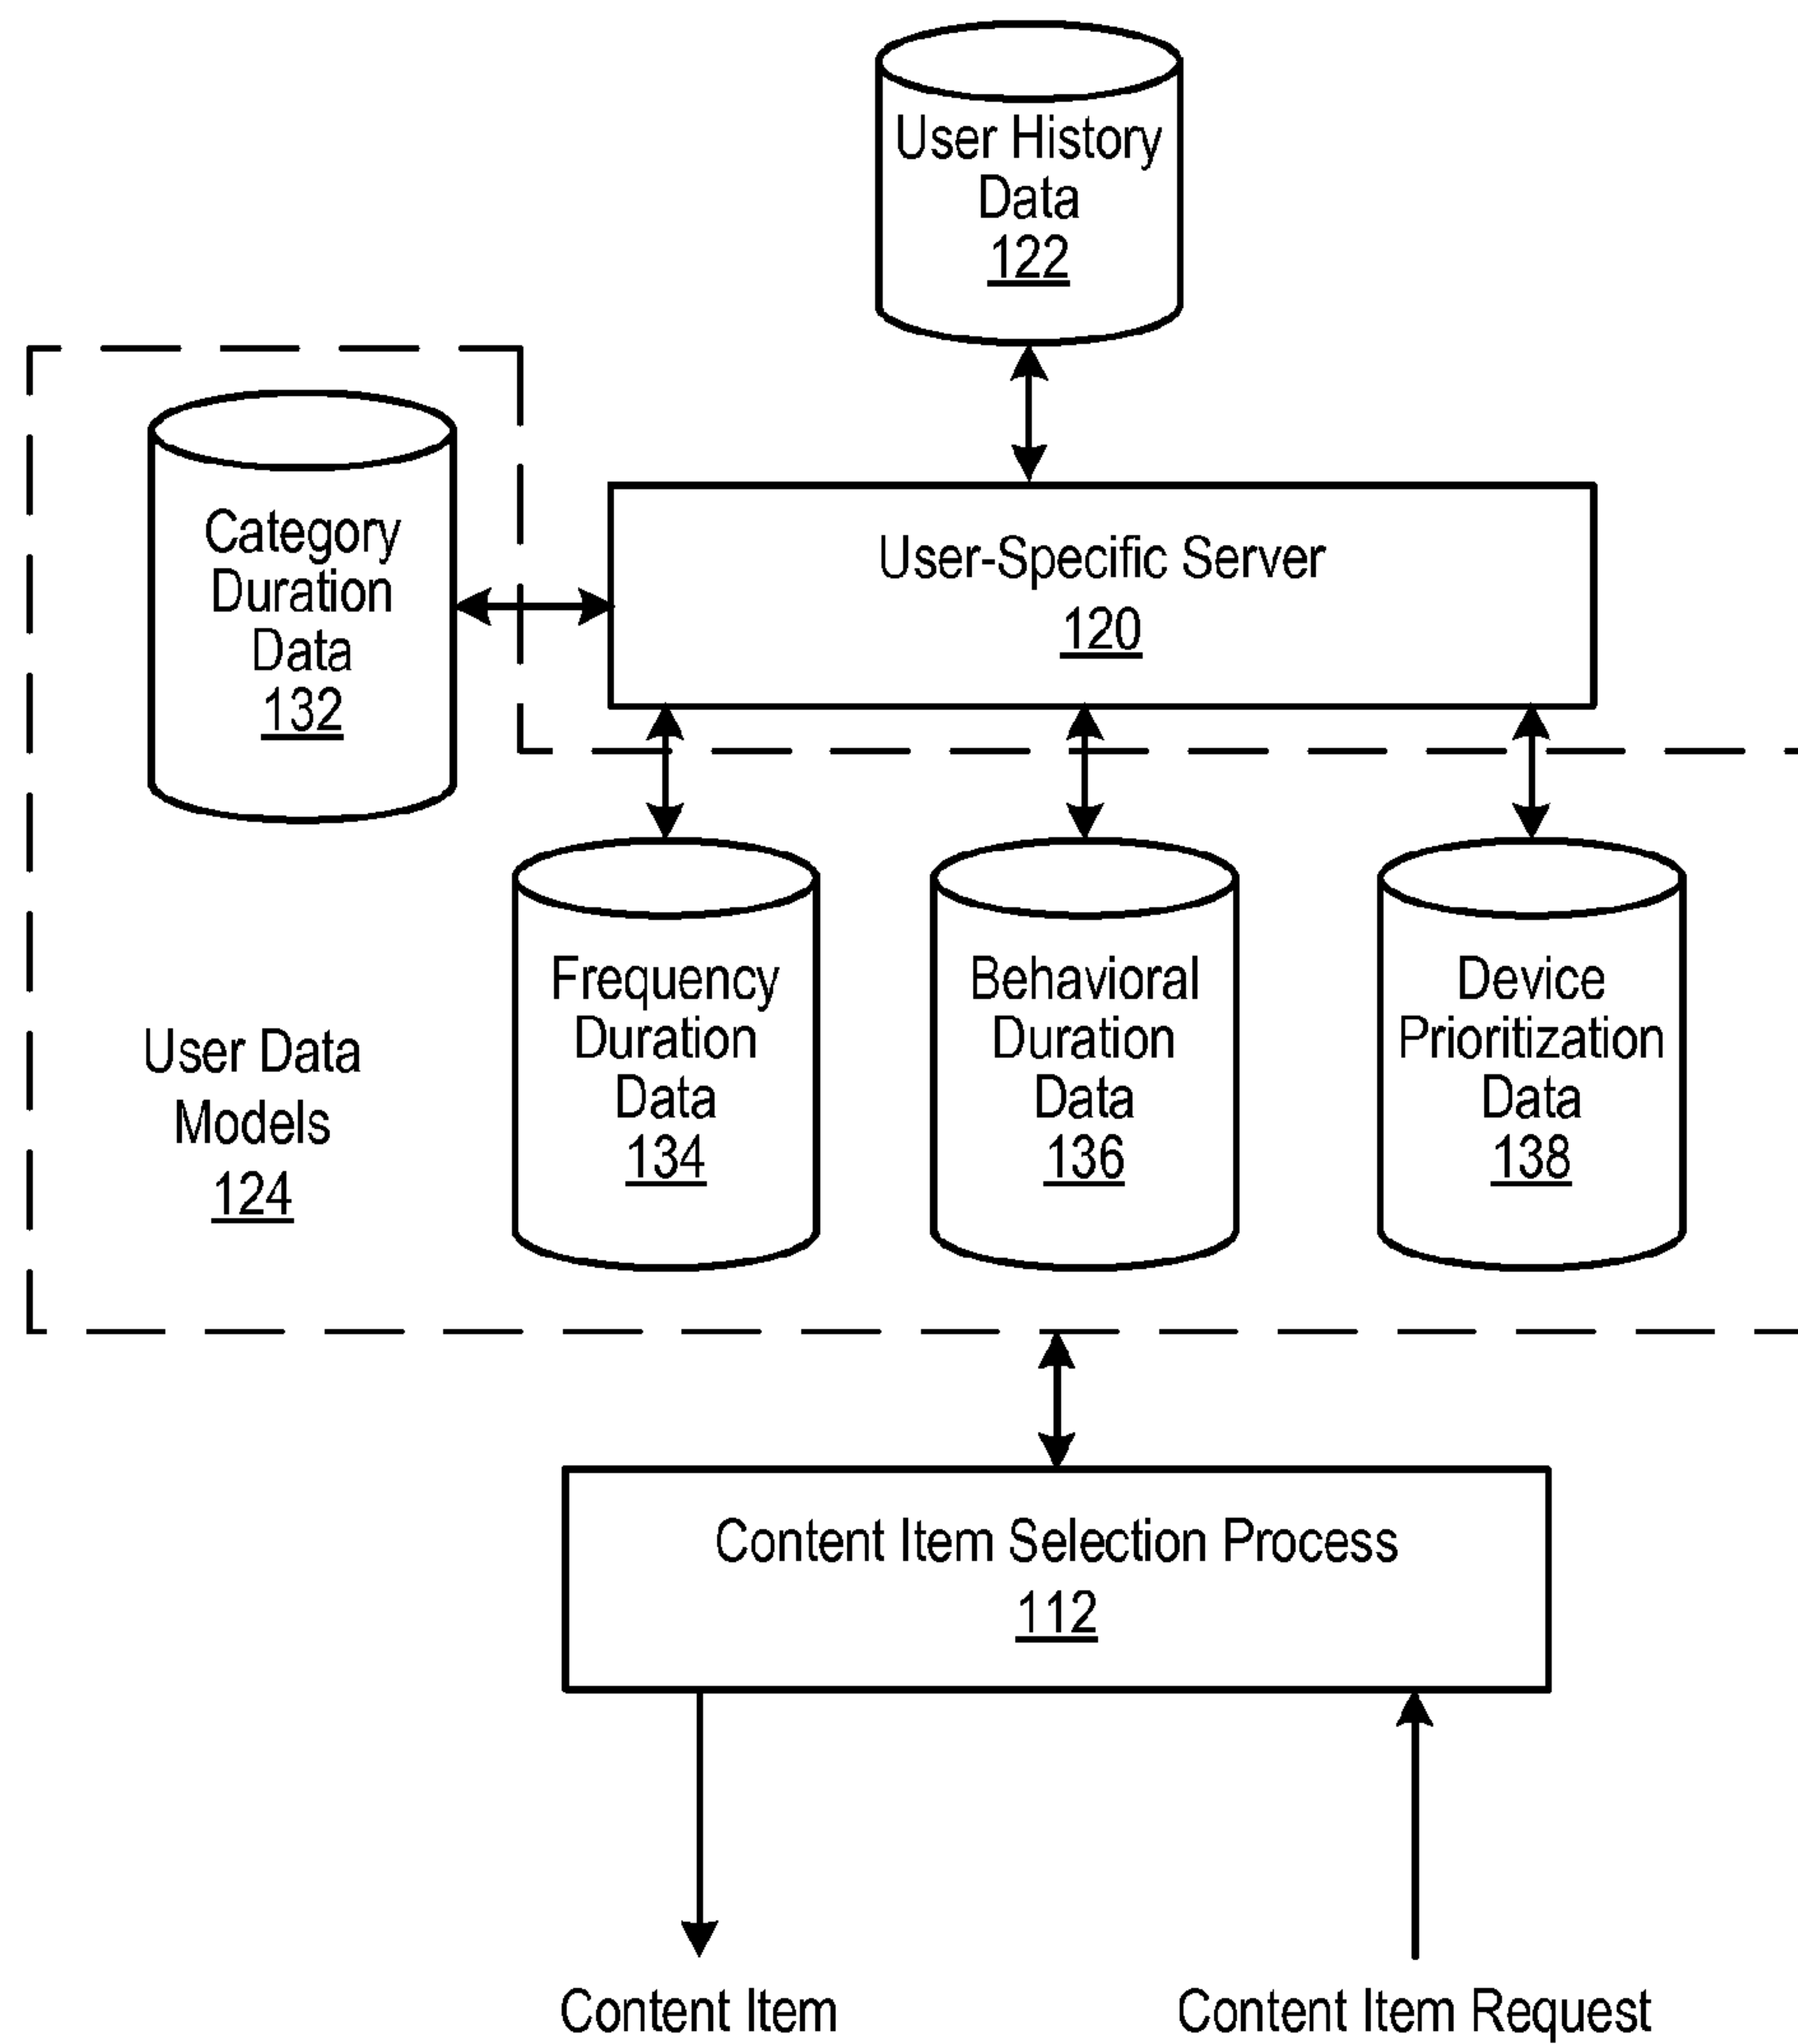 User History
Data
122
Category
Duration
Data
132
User-Specific Server
120
User Data
Models
124
Frequency
Duration
Data
134
Behavioral
Duration
Data
136
Device
Prioritization
Data
138
Content Item Selection Process
112
Content Item
Content Item Request